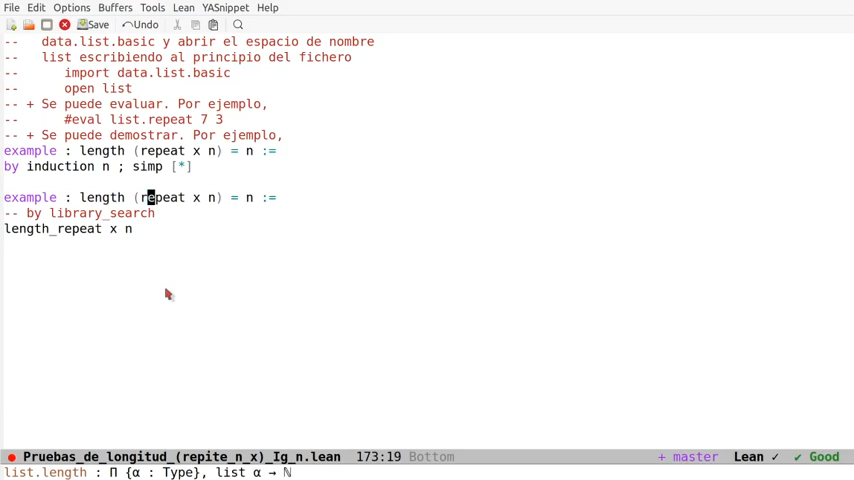 File Edit Options Buffers Tools Lean YASnippet Help
Save Undo
-- data.list.basic y abrir el espacio de nombre
-- list escribiendo al principio del fichero
-- import data.list.basic
-- open list
-- + Se puede evaluar. Por ejemplo,
-- #eval list.repeat 7 3
-- + Se puede demostrar. Por ejemplo,
example : length (repeat x n) = n :=
by induction n ; simp [*]
example : length (repeat x n) = n :=
-- by library_search
length_repeat x n
Pruebas_de_longitud_(repite_n_x)_Ig_n.lean 173:19 Bottom + master Lean ✓ ✔ Good
list.length : Π {α : Type}, list α → ℕ